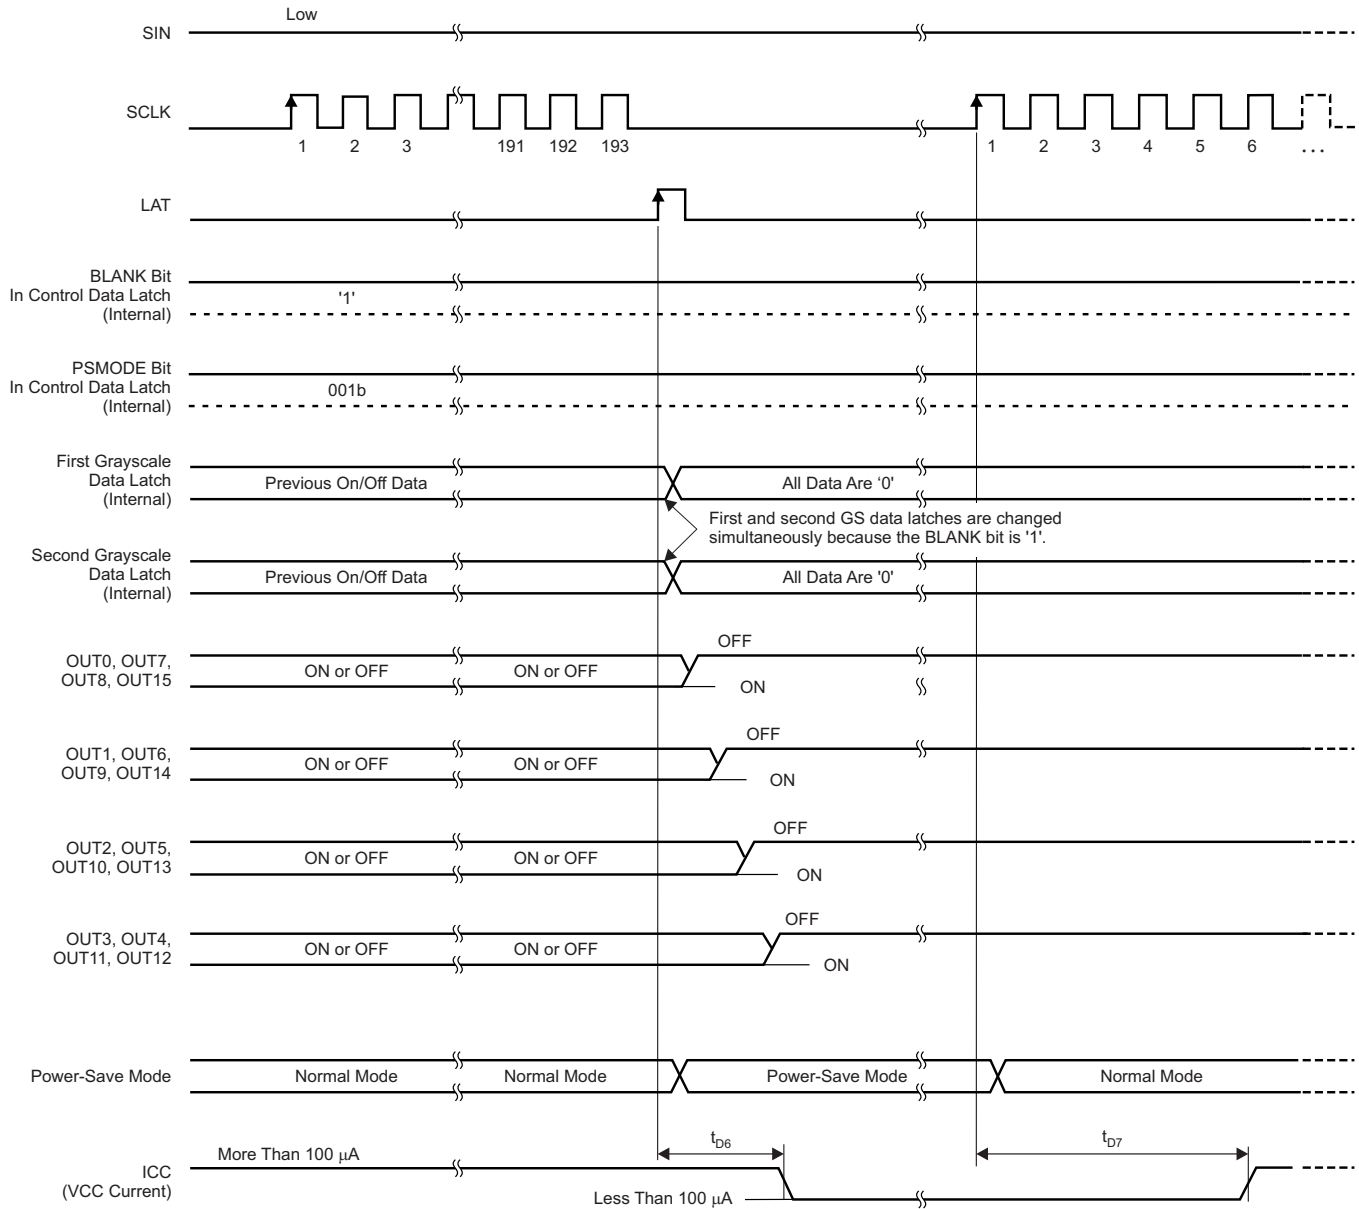 Low
SIN
SCLK
1 2 3 191 192 193 1 2 3 4 5 6 ...
LAT
BLANK Bit
In Control Data Latch
(Internal)
'1'
PSMODE Bit
In Control Data Latch
(Internal)
001b
First Grayscale
Data Latch
(Internal)
Previous On/Off Data
All Data Are ‘0'
First and second GS data latches are changed
simultaneously because the BLANK bit is '1'.
Second Grayscale
Data Latch
(Internal)
Previous On/Off Data
All Data Are '0'
OUT0, OUT7,
OUT8, OUT15
ON or OFF
ON or OFF
OFF
ON
OUT1, OUT6,
OUT9, OUT14
ON or OFF
ON or OFF
OFF
ON
OUT2, OUT5,
OUT10, OUT13
ON or OFF
ON or OFF
OFF
ON
OUT3, OUT4,
OUT11, OUT12
ON or OFF
ON or OFF
OFF
ON
Power-Save Mode
Normal Mode
Normal Mode
Power-Save Mode
Normal Mode
ICC
(VCC Current)
More Than 100 μA
tD6
Less Than 100 μA
tD7